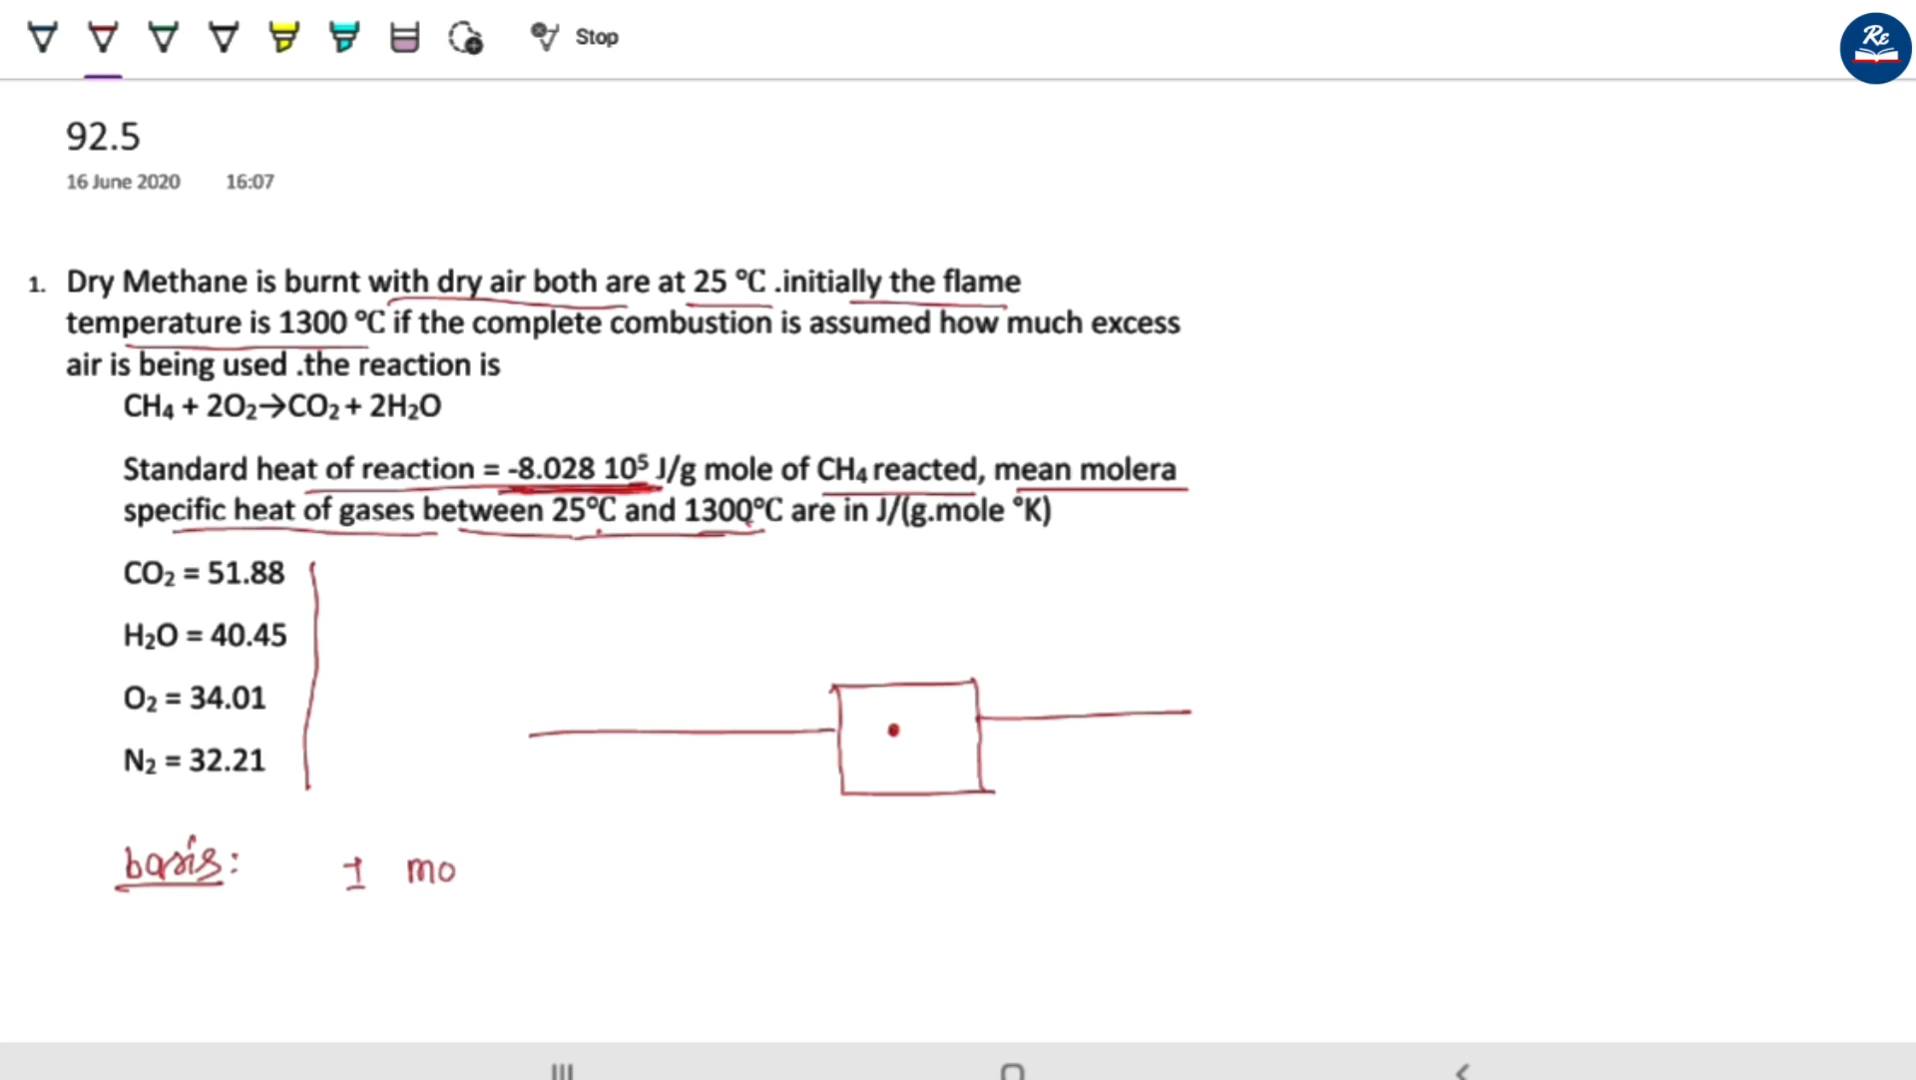 Stop
Rε
92.5
16 June 2020 16:07
1. Dry Methane is burnt with dry air both are at 25 °C .initially the flame
temperature is 1300 °C if the complete combustion is assumed how much excess
air is being used .the reaction is
CH₄ + 2O₂→CO₂ + 2H₂O
Standard heat of reaction = -8.028 10⁵ J/g mole of CH₄ reacted, mean molera
specific heat of gases between 25°C and 1300°C are in J/(g.mole °K)
CO₂ = 51.88
H₂O = 40.45
O₂ = 34.01
N₂ = 32.21
basis: 1 mo